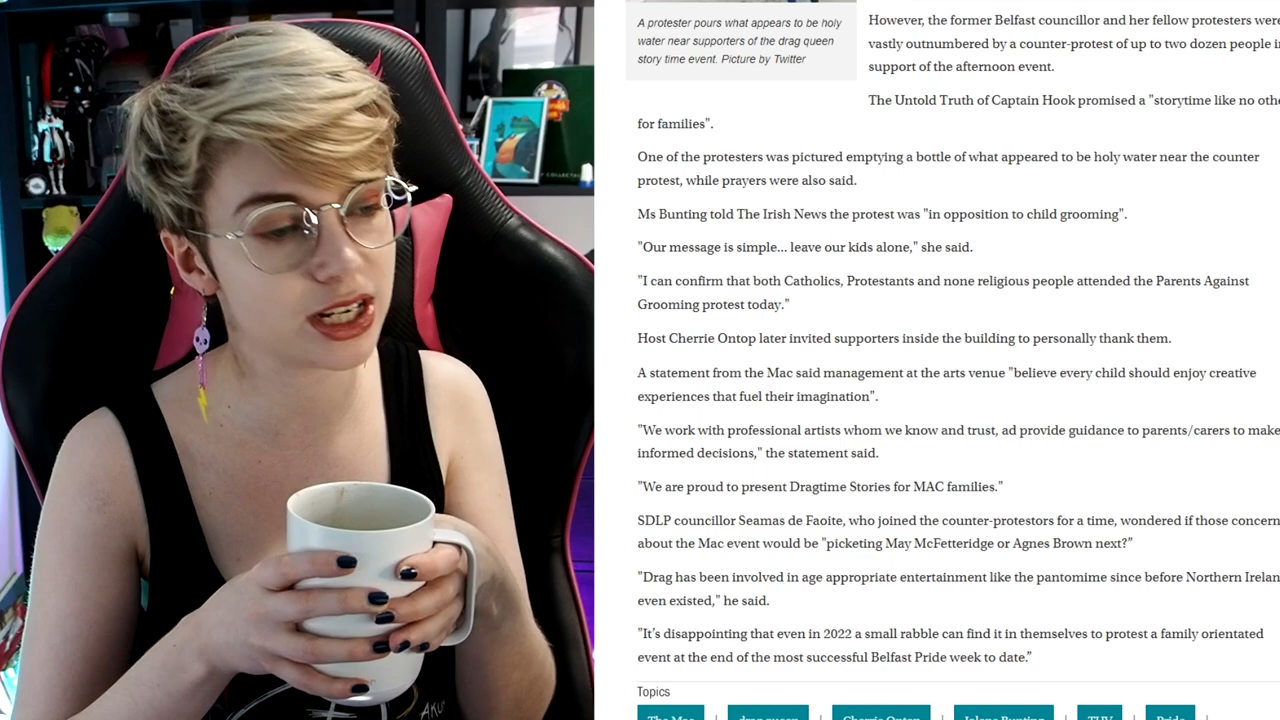 A protester pours what appears to be holy
water near supporters of the drag queen
story time event. Picture by Twitter
However, the former Belfast councillor and her fellow protesters were
vastly outnumbered by a counter-protest of up to two dozen people
support of the afternoon event.
The Untold Truth of Captain Hook promised a "storytime like no
for families".
One of the protesters was pictured emptying a bottle of what appeared to be holy water near the counter
protest, while prayers were also said.
Ms Bunting told The Irish News the protest was "in opposition to child grooming".
"Our message is simple... leave our kids alone," she said.
"I can confirm that both Catholics, Protestants and none religious people attended the Parents Against
Grooming protest today."
Host Cherrie Ontop later invited supporters inside the building to personally thank them.
A statement from the Mac said management at the arts venue "believe every child should enjoy creative
experiences that fuel their imagination".
"We work with professional artists whom we know and trust, ad provide guidance to parents/carers to make
informed decisions," the statement said.
"We are proud to present Dragtime Stories for MAC families."
SDLP councillor Seamas de Faoite, who joined the counter-protestors for a time, wondered if those concern
about the Mac event would be "picketing May McFetteridge or Agnes Brown next?”
"Drag has been involved in age appropriate entertainment like the pantomime since before Northern Irelan
even existed," he said.
"It’s disappointing that even in 2022 a small rabble can find it in themselves to protest a family orientated
event at the end of the most successful Belfast Pride week to date.”
Topics
The Mac | drag queen | Cherrie Ontop | Jolene Bunting | TUV | Pride |